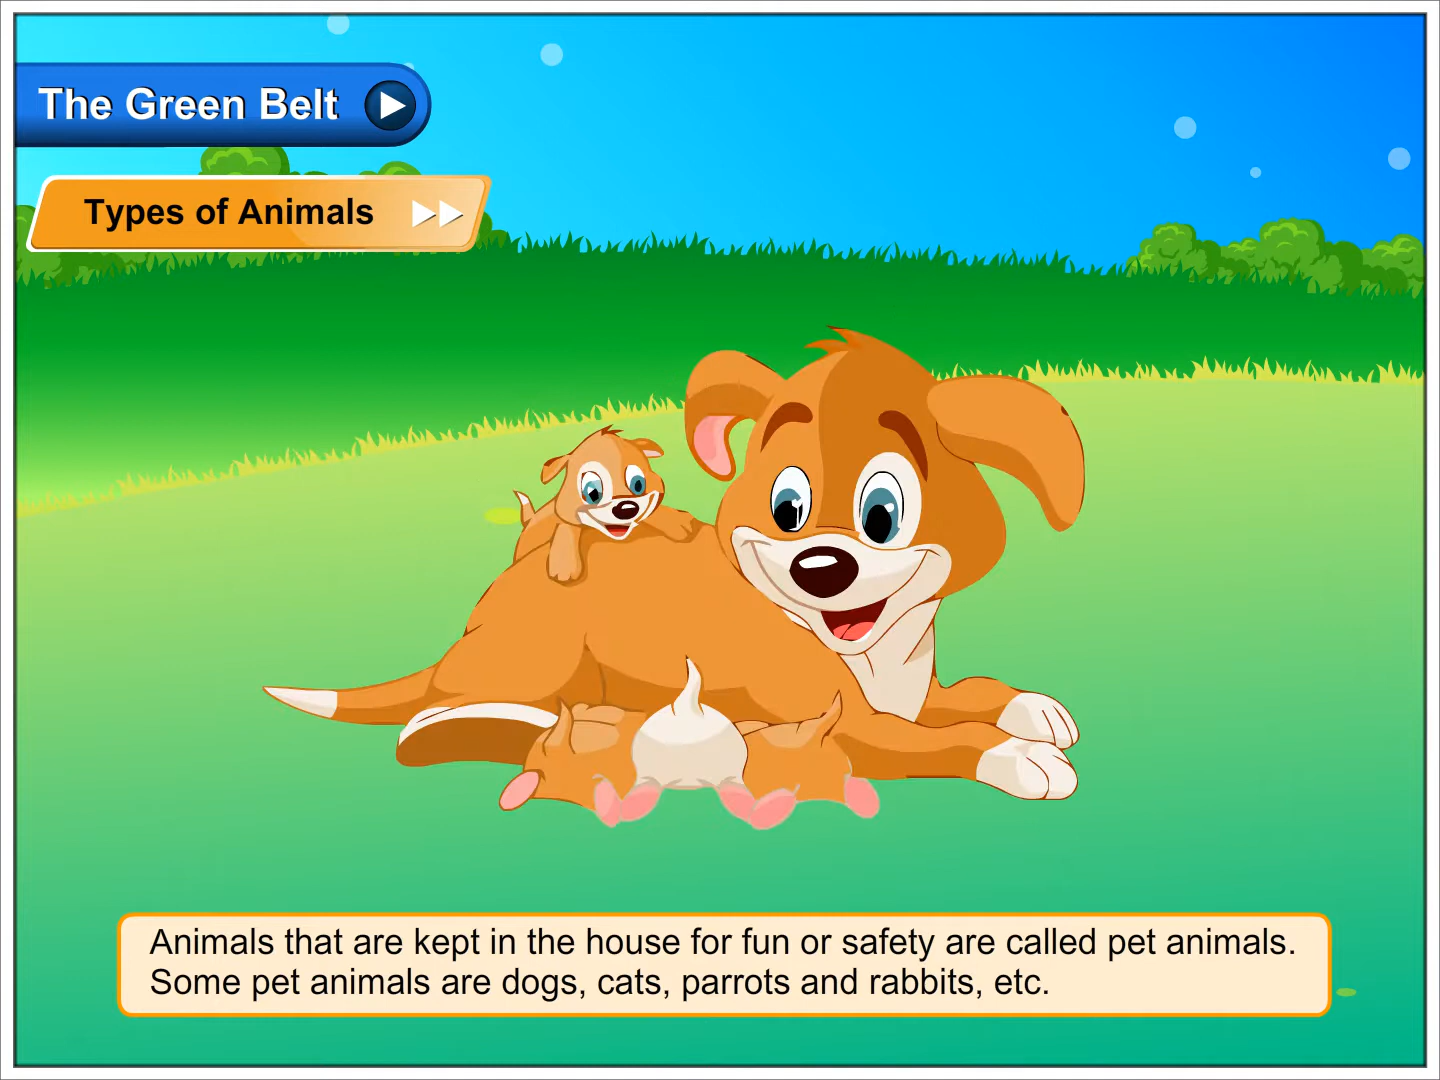 The Green Belt
Types of Animals
Animals that are kept in the house for fun or safety are called pet animals.
Some pet animals are dogs, cats, parrots and rabbits, etc.